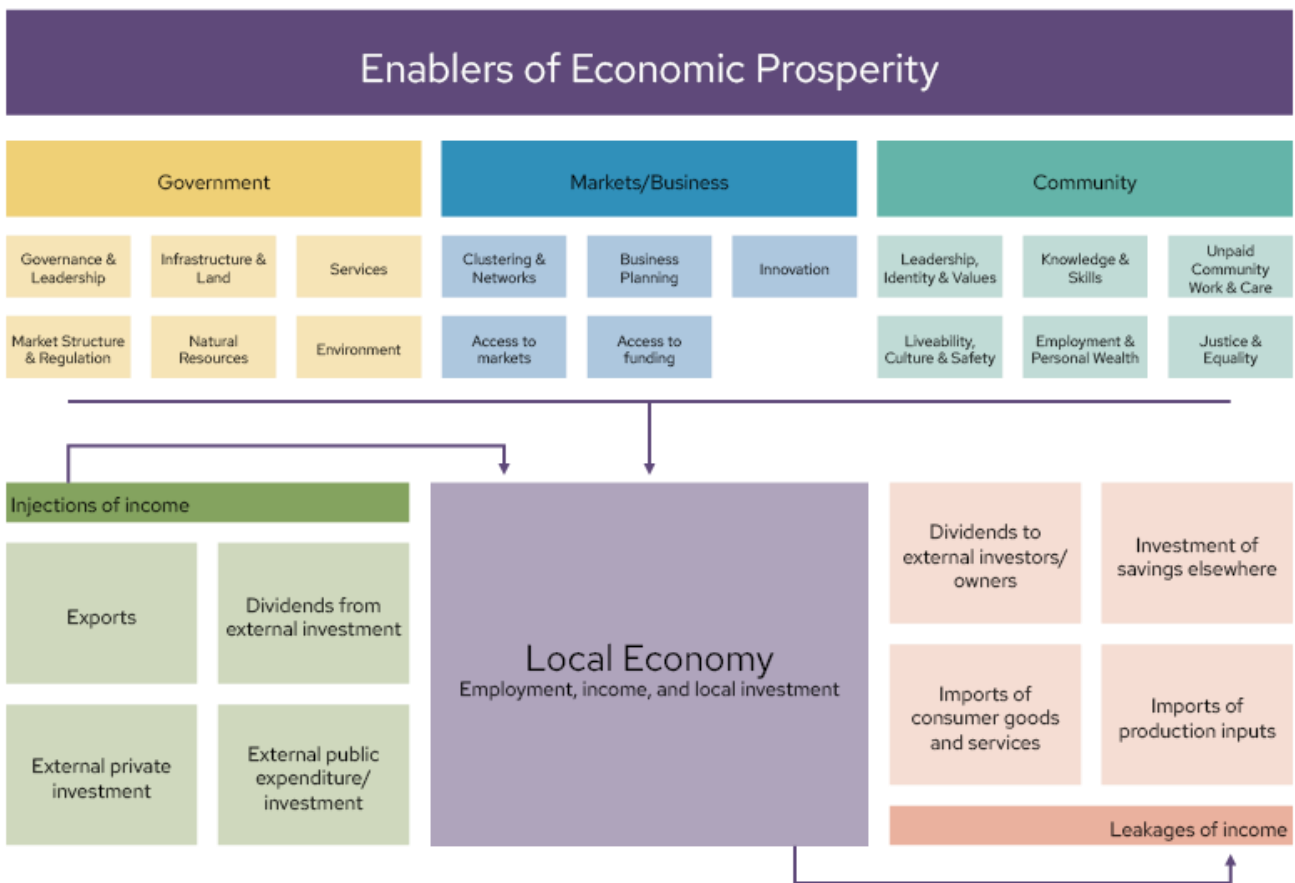 Enablers of Economic Prosperity
Government
Markets/Business
Community
Governance &
Leadership
Infrastructure &
Land
Services
Clustering &
Networks
Business
Planning
Innovation
Leadership,
Identity & Values
Knowledge &
Skills
Unpaid
Community
Work & Care
Market Structure
& Regulation
Natural
Resources
Environment
Access to
markets
Access to
funding
Liveability,
Culture & Safety
Employment &
Personal Wealth
Justice &
Equality
Injections of income
Exports
Dividends from
external investment
External private
investment
External public
expenditure/
investment
Local Economy
Employment, income, and local investment
Dividends to
external investors/
owners
Investment of
savings elsewhere
Imports of
consumer goods
and services
Imports of
production inputs
Leakages of income